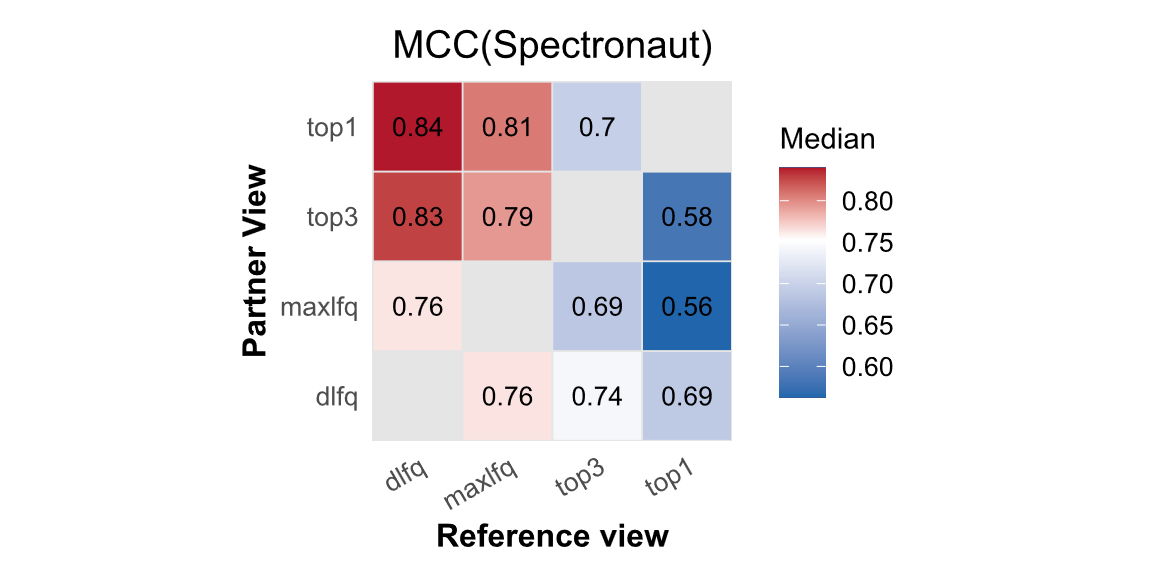 MCC(Spectronaut)
Partner View
top1 0.84 0.81 0.7
top3 0.83 0.79 0.58
maxlfq 0.76 0.69 0.56
dlfq 0.76 0.74 0.69
dlfq maxlfq top3 top1
Reference view
Median
0.80
0.75
0.70
0.65
0.60